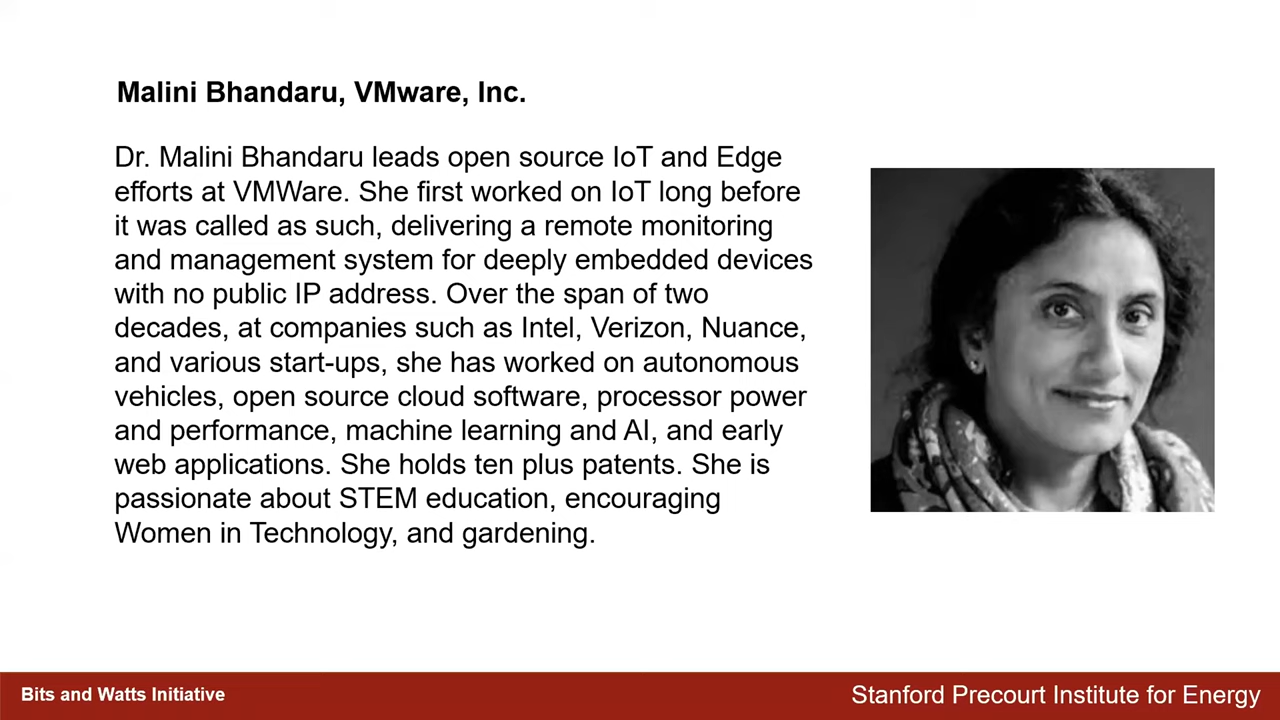 Malini Bhandaru, VMware, Inc.
Dr. Malini Bhandaru leads open source IoT and Edge
efforts at VMWare. She first worked on IoT long before
it was called as such, delivering a remote monitoring
and management system for deeply embedded devices
with no public IP address. Over the span of two
decades, at companies such as Intel, Verizon, Nuance,
and various start-ups, she has worked on autonomous
vehicles, open source cloud software, processor power
and performance, machine learning and AI, and early
web applications. She holds ten plus patents. She is
passionate about STEM education, encouraging
Women in Technology, and gardening.
Bits and Watts Initiative
Stanford Precourt Institute for Energy